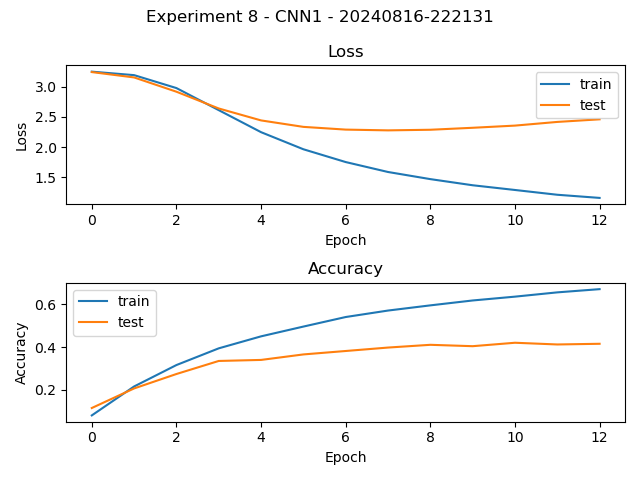 Experiment 8 - CNN1 - 20240816-222131
Loss
3.0
2.5
2.0
1.5
Loss
train
test
0 2 4 6 8 10 12
Epoch
Accuracy
0.6
0.4
0.2
Accuracy
train
test
0 2 4 6 8 10 12
Epoch